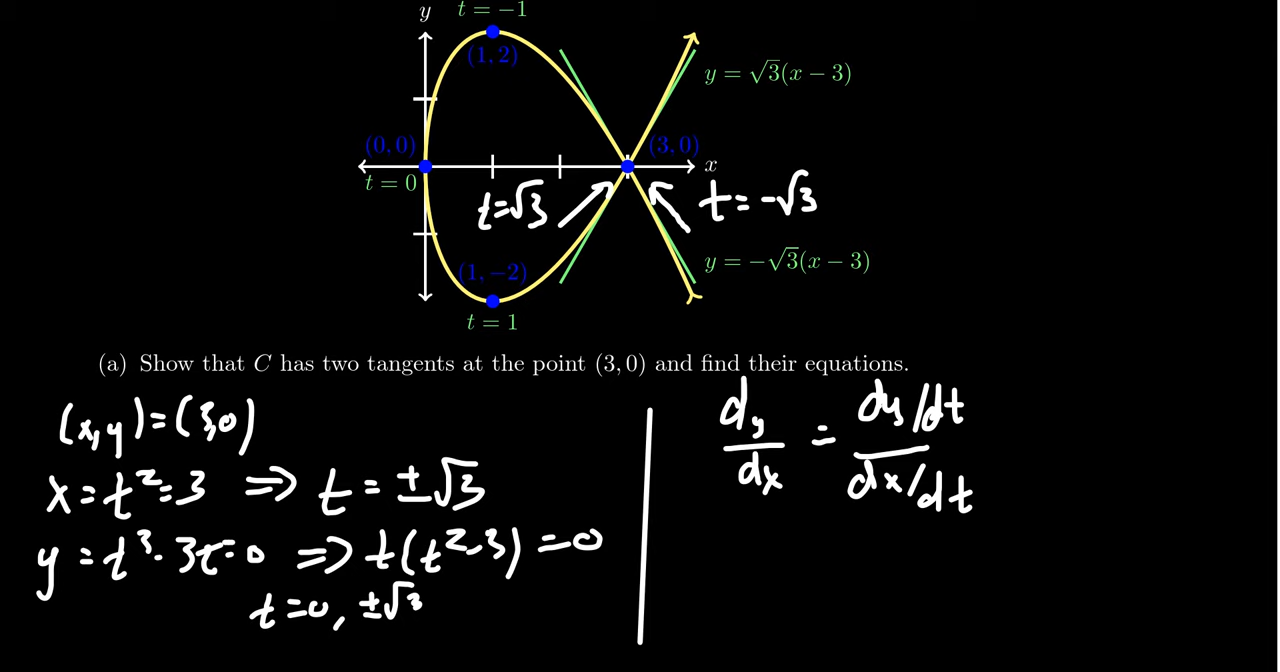 t = −1
y
(1, 2)
y = √3(x − 3)
(0, 0)
(3, 0)
x
t = 0
t=√3
t = -√3
y = −√3(x − 3)
(1, −2)
t = 1
(a) Show that C has two tangents at the point (3, 0) and find their equations.
(x,y)=(3,0)
x = t²=3 ⇒ t = ±√3
y = t³ - 3t=0 ⇒ t(t²-3) =0
t=0, ±√3
dy/dx = (dy/dt)/(dx/dt)